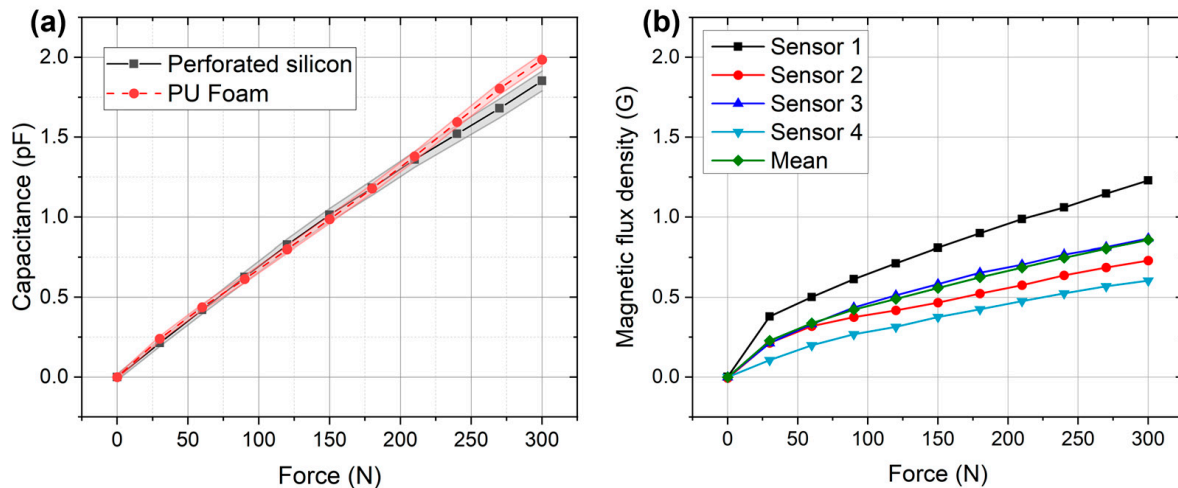 (a)
Perforated silicon
PU Foam
Capacitance (pF)
2.0
1.5
1.0
0.5
0.0
0 50 100 150 200 250 300
Force (N)
(b)
Sensor 1
Sensor 2
Sensor 3
Sensor 4
Mean
Magnetic flux density (G)
2.0
1.5
1.0
0.5
0.0
0 50 100 150 200 250 300
Force (N)